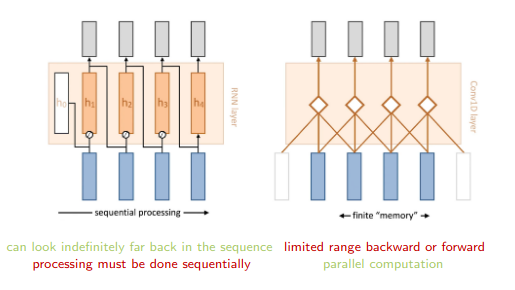 h₀ h₁ h₂ h₃ h₄
RNN layer
Conv1D layer
sequential processing
finite "memory"
can look indefinitely far back in the sequence
processing must be done sequentially
limited range backward or forward
parallel computation